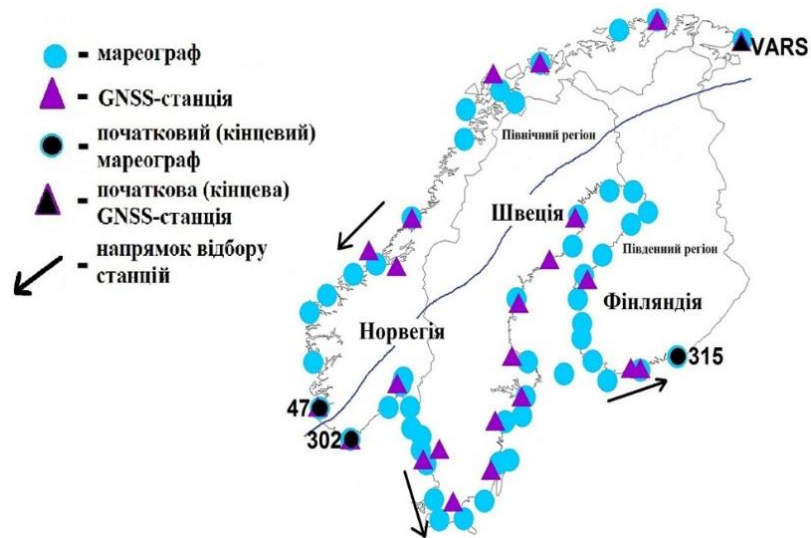 - мареограф
- GNSS-станція
- початковий (кінцевий)
мареограф
- початкова (кінцева)
GNSS-станція
- напрямок відбору
станцій
VARS
Північний регіон
Швеція
Південний регіон
Фінляндія
Норвегія
315
47
302